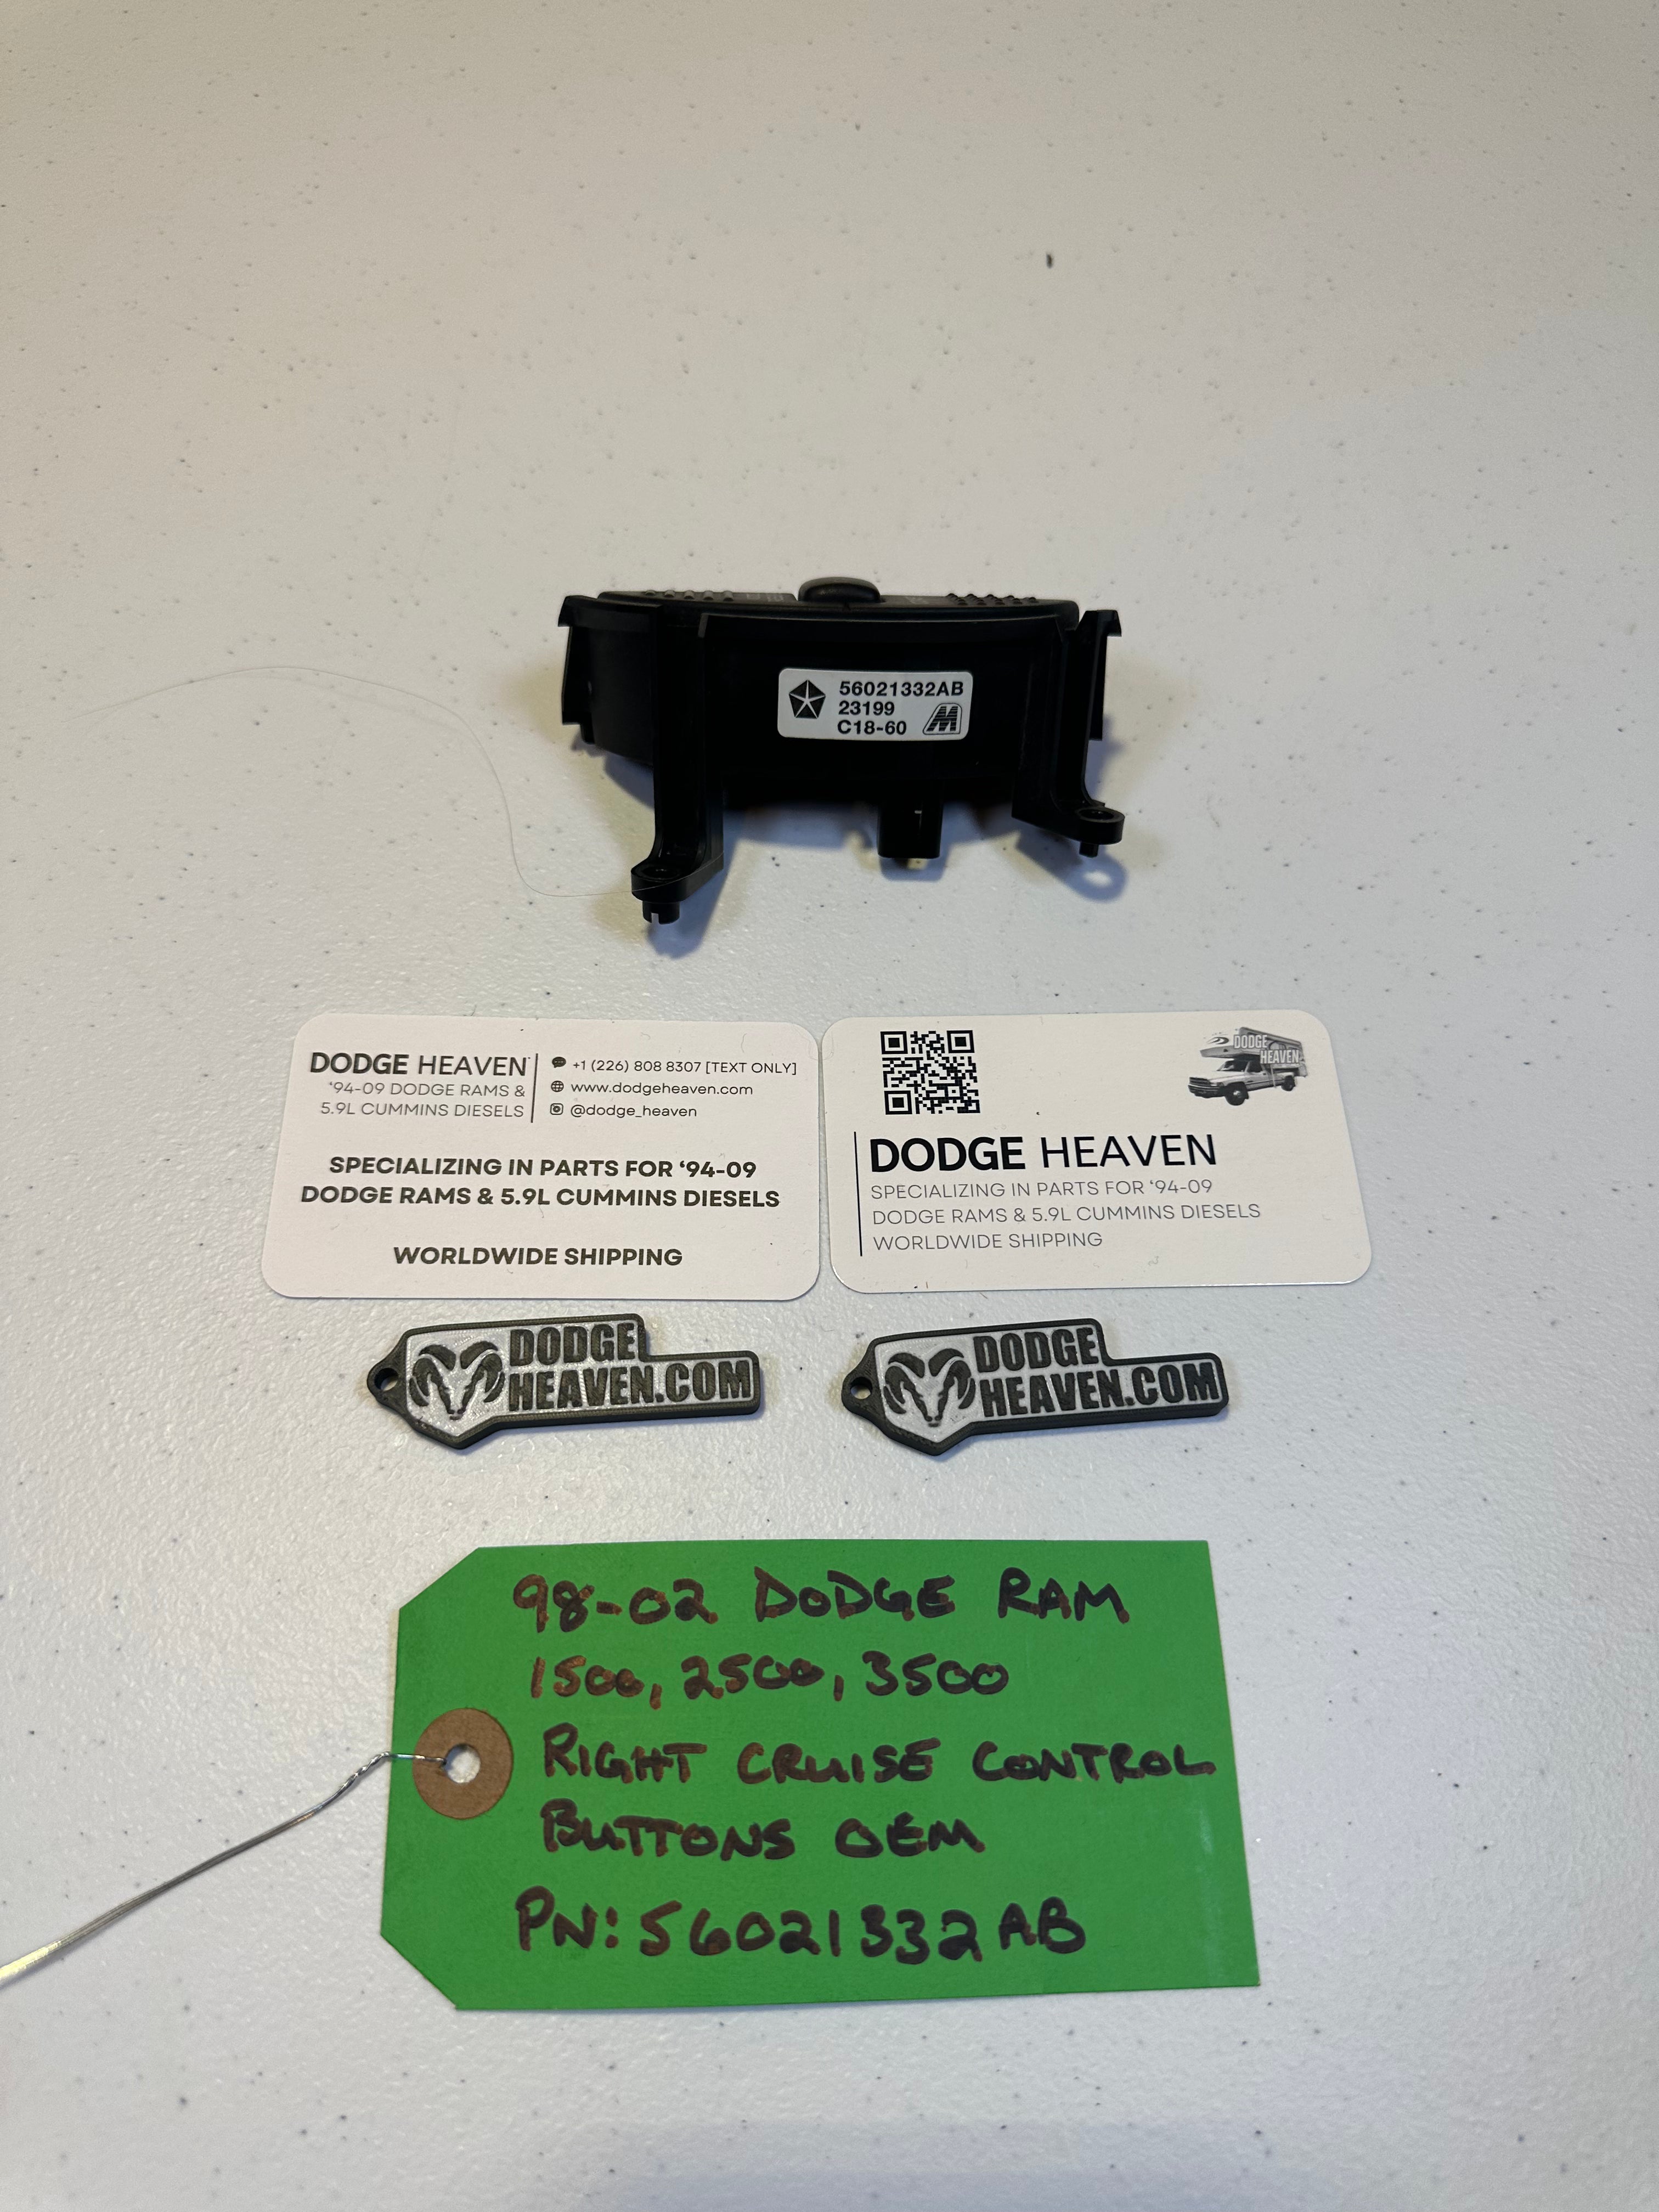 56021332AB
23199
C18-60
DODGE HEAVEN
'94-09 DODGE RAMS &
5.9L CUMMINS DIESELS
+1 (226) 808 8307 [TEXT ONLY]
www.dodgeheaven.com
@dodge_heaven
SPECIALIZING IN PARTS FOR '94-09
DODGE RAMS & 5.9L CUMMINS DIESELS
WORLDWIDE SHIPPING
DODGE
HEAVEN
DODGE HEAVEN
SPECIALIZING IN PARTS FOR '94-09
DODGE RAMS & 5.9L CUMMINS DIESELS
WORLDWIDE SHIPPING
DODGE
HEAVEN.COM
DODGE
HEAVEN.COM
98-02 DODGE RAM
1500, 2500, 3500
RIGHT CRUISE CONTROL
BUTTONS OEM
PN: 56021332AB